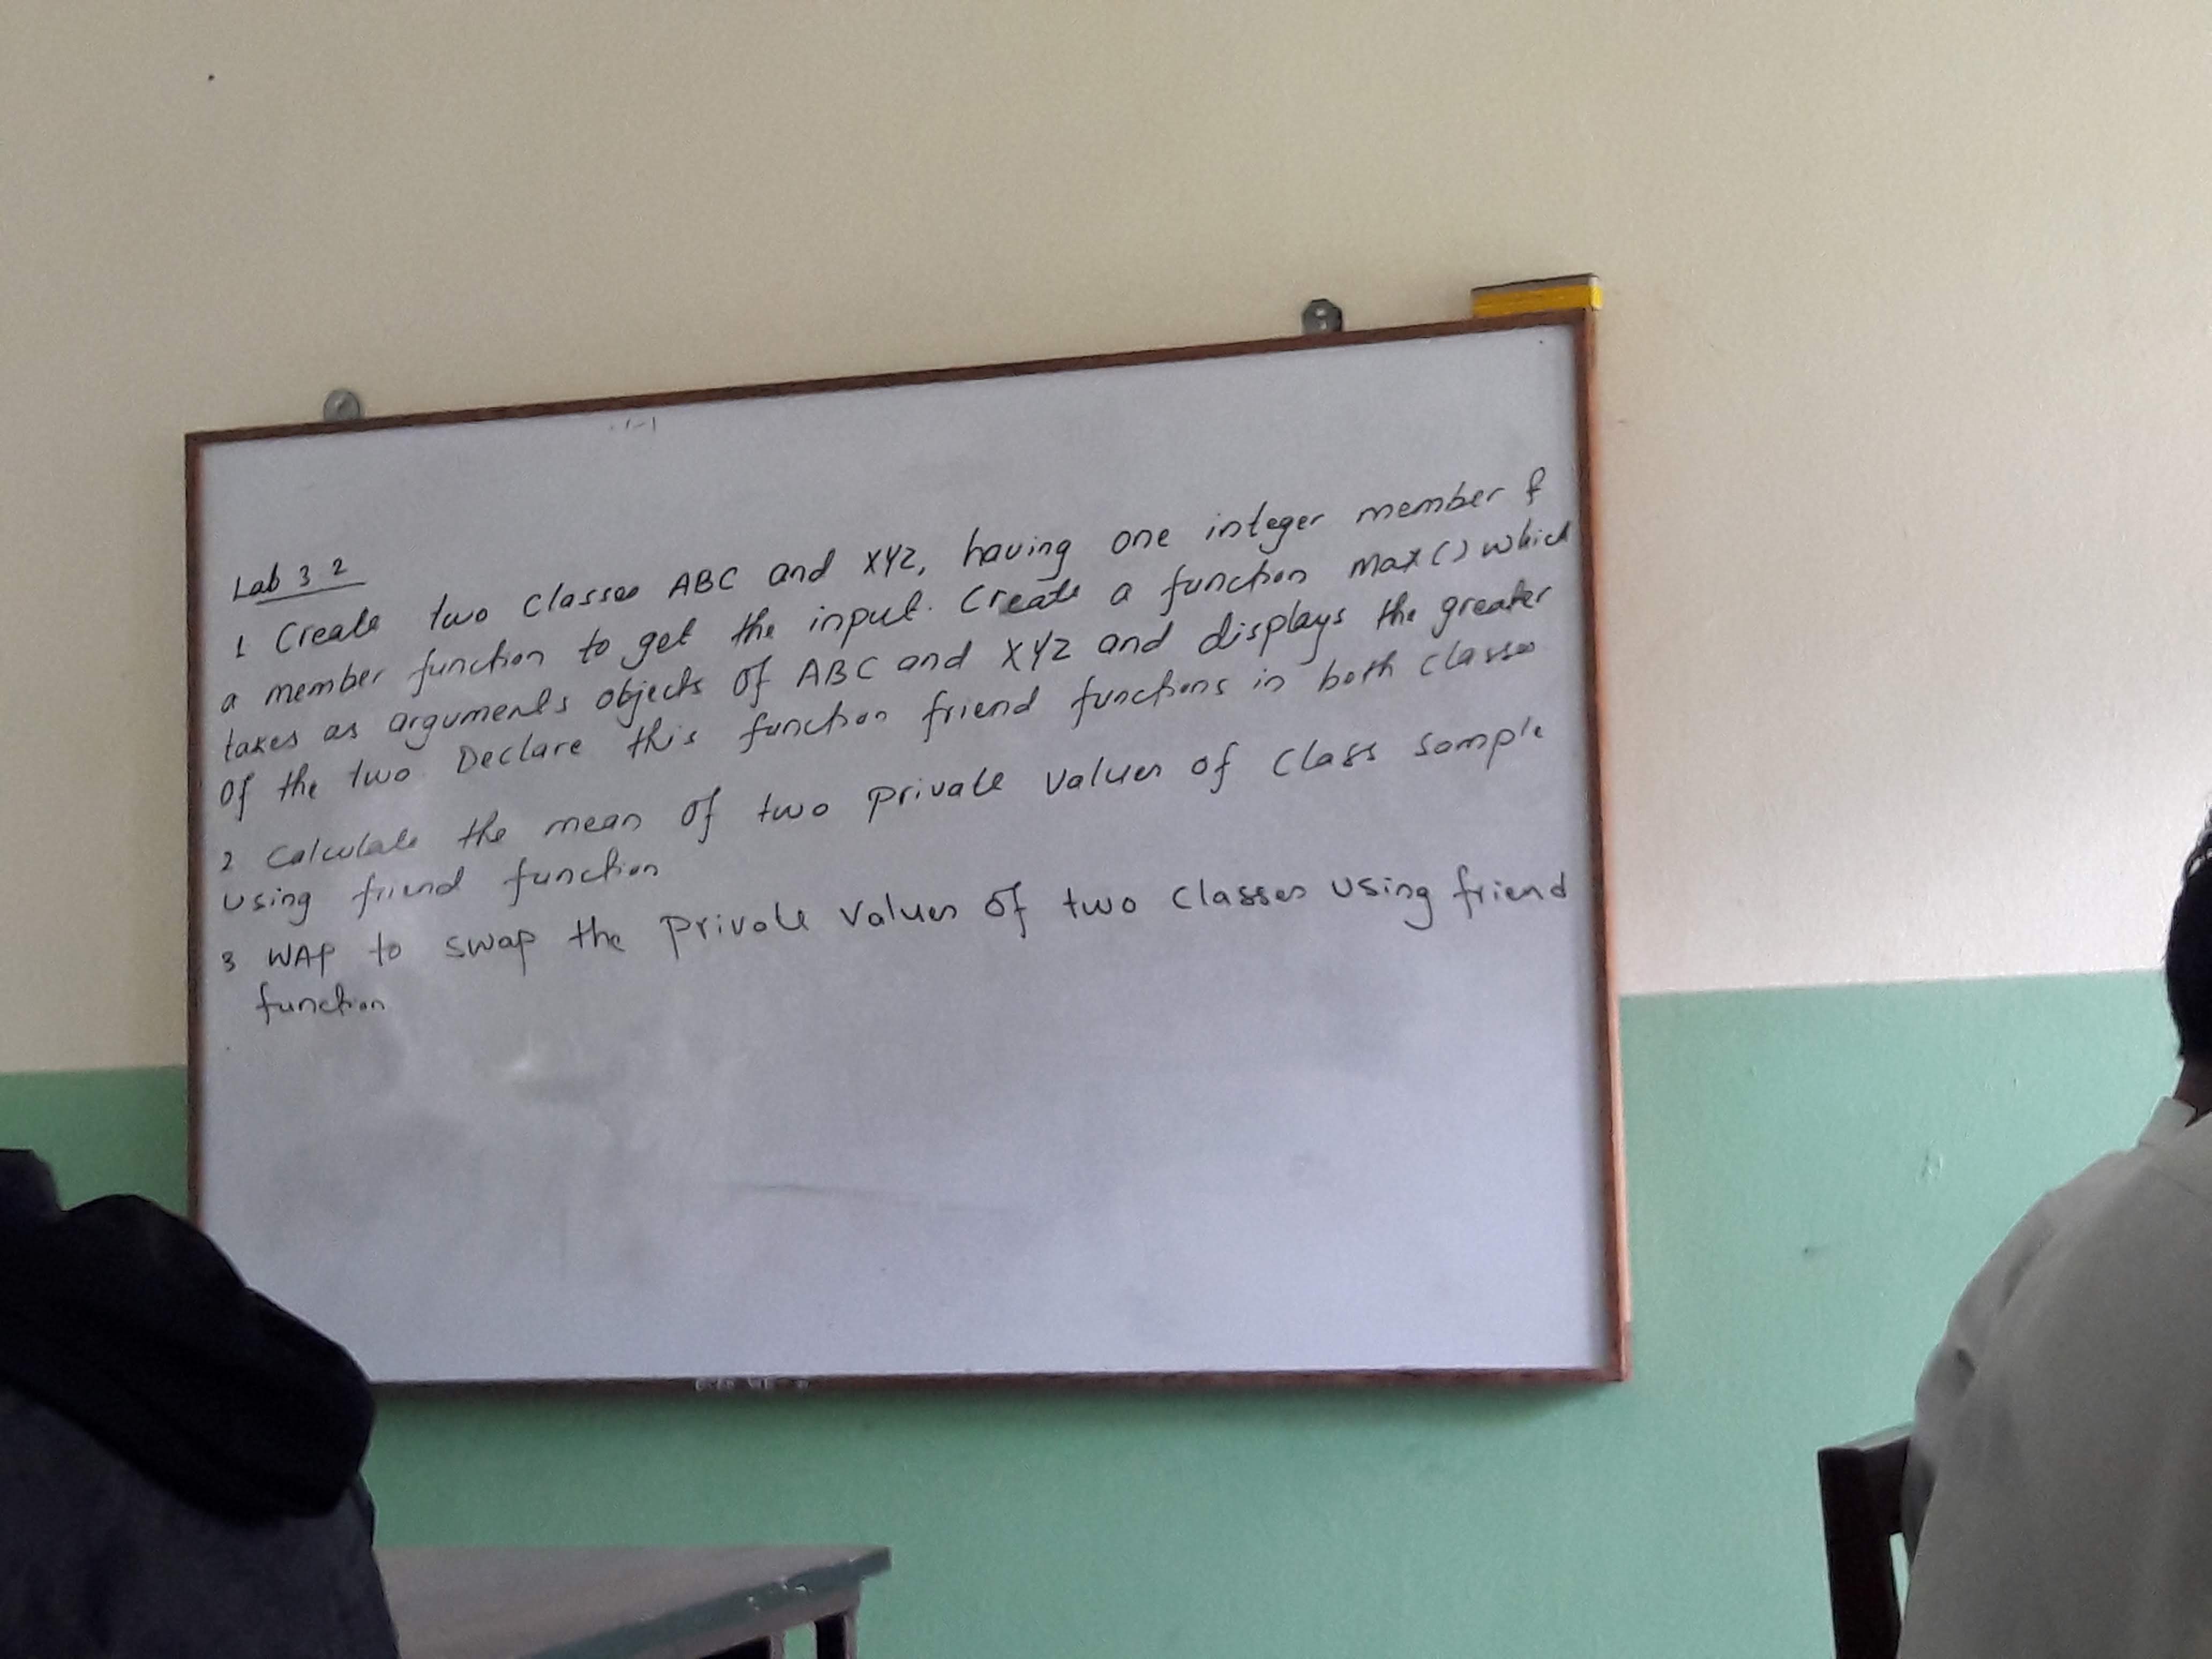 Lab 3 2
1 Create two classes ABC and XYZ, having one integer member &
a member function to get the input. Create a function max() which
takes as arguments objects of ABC and XYZ and displays the greater
of the two. Declare this function friend functions in both classes
2 Calculate the mean of two private values of class sample
using friend function
3 WAP to swap the private values of two classes using friend
function